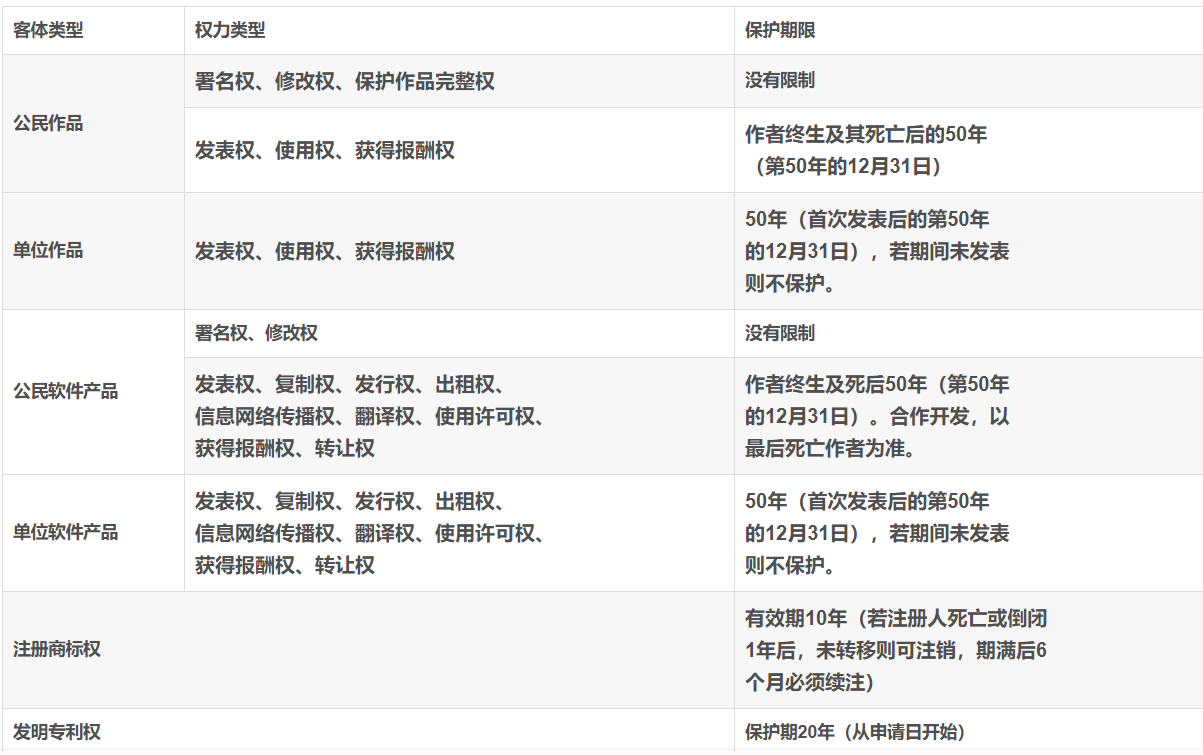 客体类型 权力类型 保护期限
公民作品
署名权、修改权、保护作品完整权
没有限制
发表权、使用权、获得报酬权
作者终生及其死亡后的50年
（第50年的12月31日）
单位作品
发表权、使用权、获得报酬权
50年（首次发表后的第50年
的12月31日），若期间未发表
则不保护。
公民软件产品
署名权、修改权
没有限制
发表权、复制权、发行权、出租权、
信息网络传播权、翻译权、使用许可权、
获得报酬权、转让权
作者终生及死后50年（第50年
的12月31日）。合作开发，以
最后死亡作者为准。
单位软件产品
发表权、复制权、发行权、出租权、
信息网络传播权、翻译权、使用许可权、
获得报酬权、转让权
50年（首次发表后的第50年
的12月31日），若期间未发表
则不保护。
注册商标权
有效期10年（若注册人死亡或倒闭
1年后，未转移则可注销，期满后6
个月必须续注）
发明专利权
保护期20年（从申请日开始）